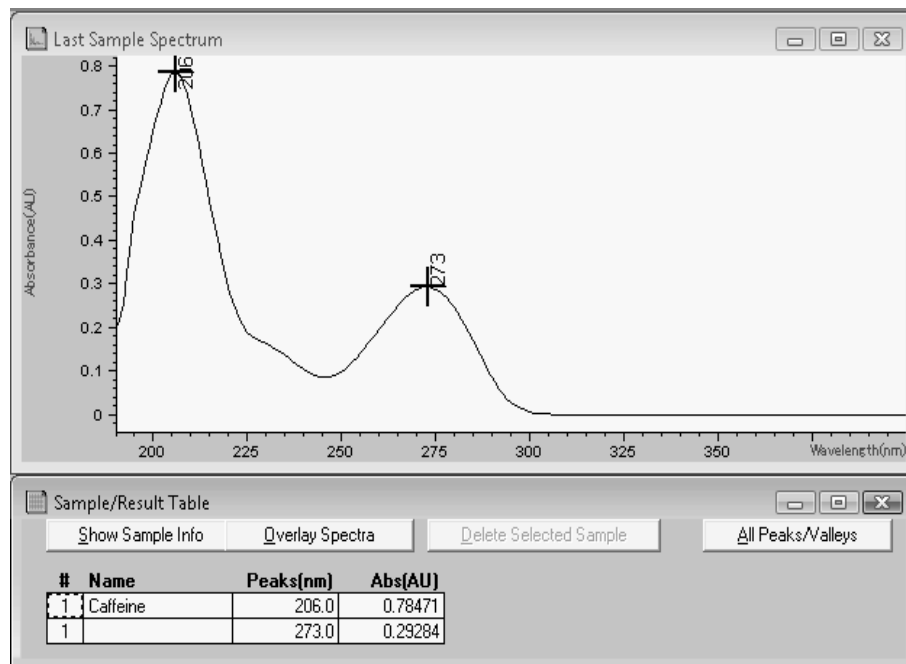 Last Sample Spectrum
Absorbance(AU)
0.8
0.7
0.6
0.5
0.4
0.3
0.2
0.1
0
206
273
200 225 250 275 300 325 350 Wavelength(nm)
Sample/Result Table
Show Sample Info Overlay Spectra Delete Selected Sample All Peaks/Valleys
# Name Peaks(nm) Abs(AU)
1 Caffeine 206.0 0.78471
1 273.0 0.29284